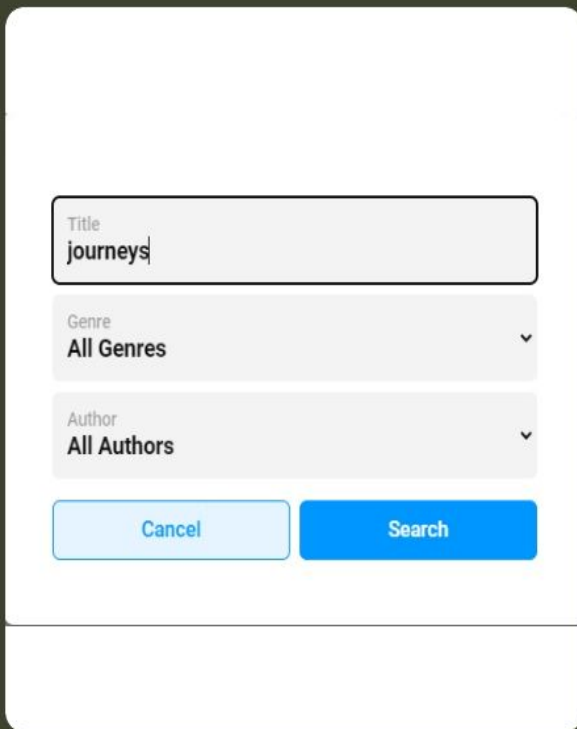 Title
journeys
Genre
All Genres
Author
All Authors
Cancel
Search